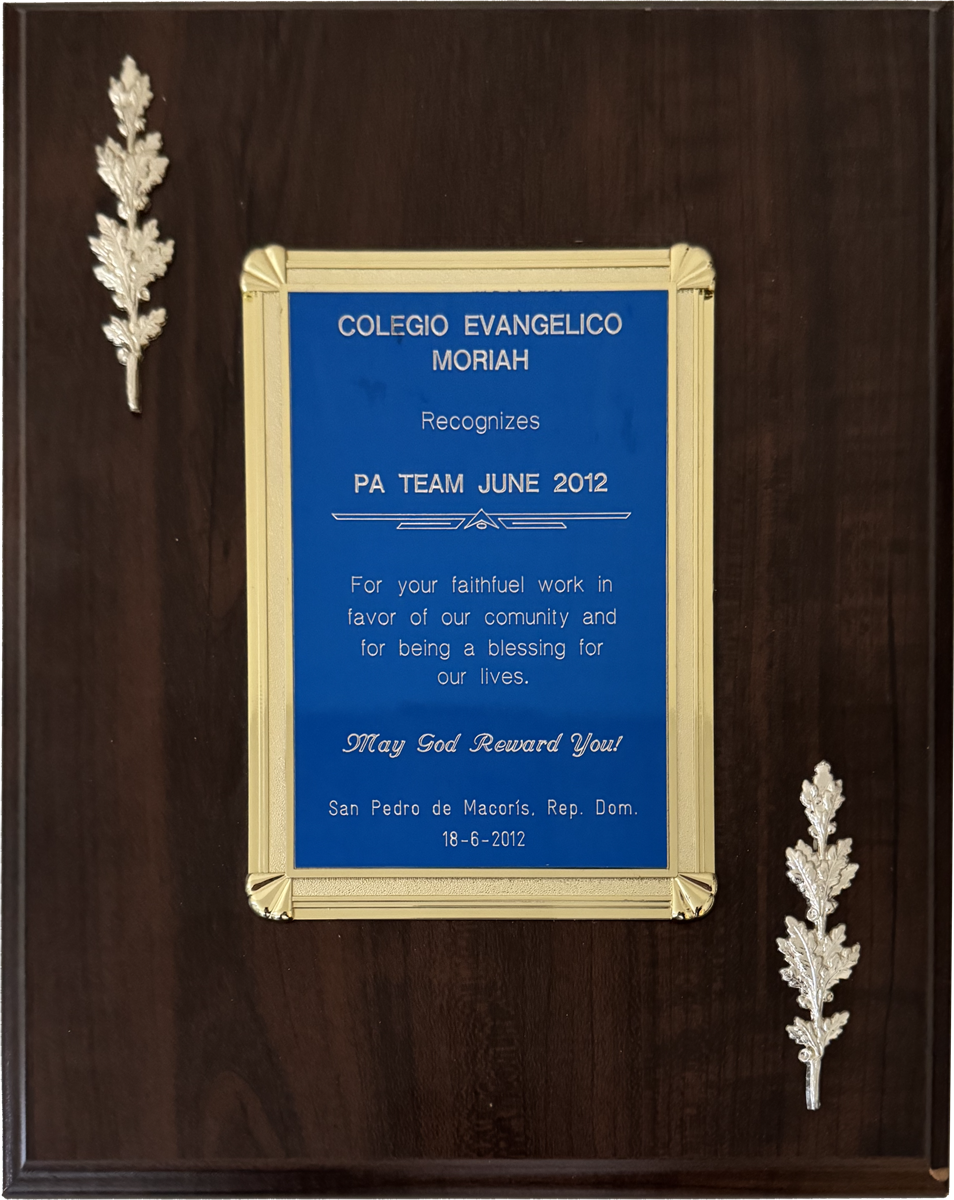 COLEGIO EVANGELICO
MORIAH
Recognizes
PA TEAM JUNE 2012
For your faithfuel work in
favor of our comunity and
for being a blessing for
our lives.
May God Reward You!
San Pedro de Macorís, Rep. Dom.
18-6-2012